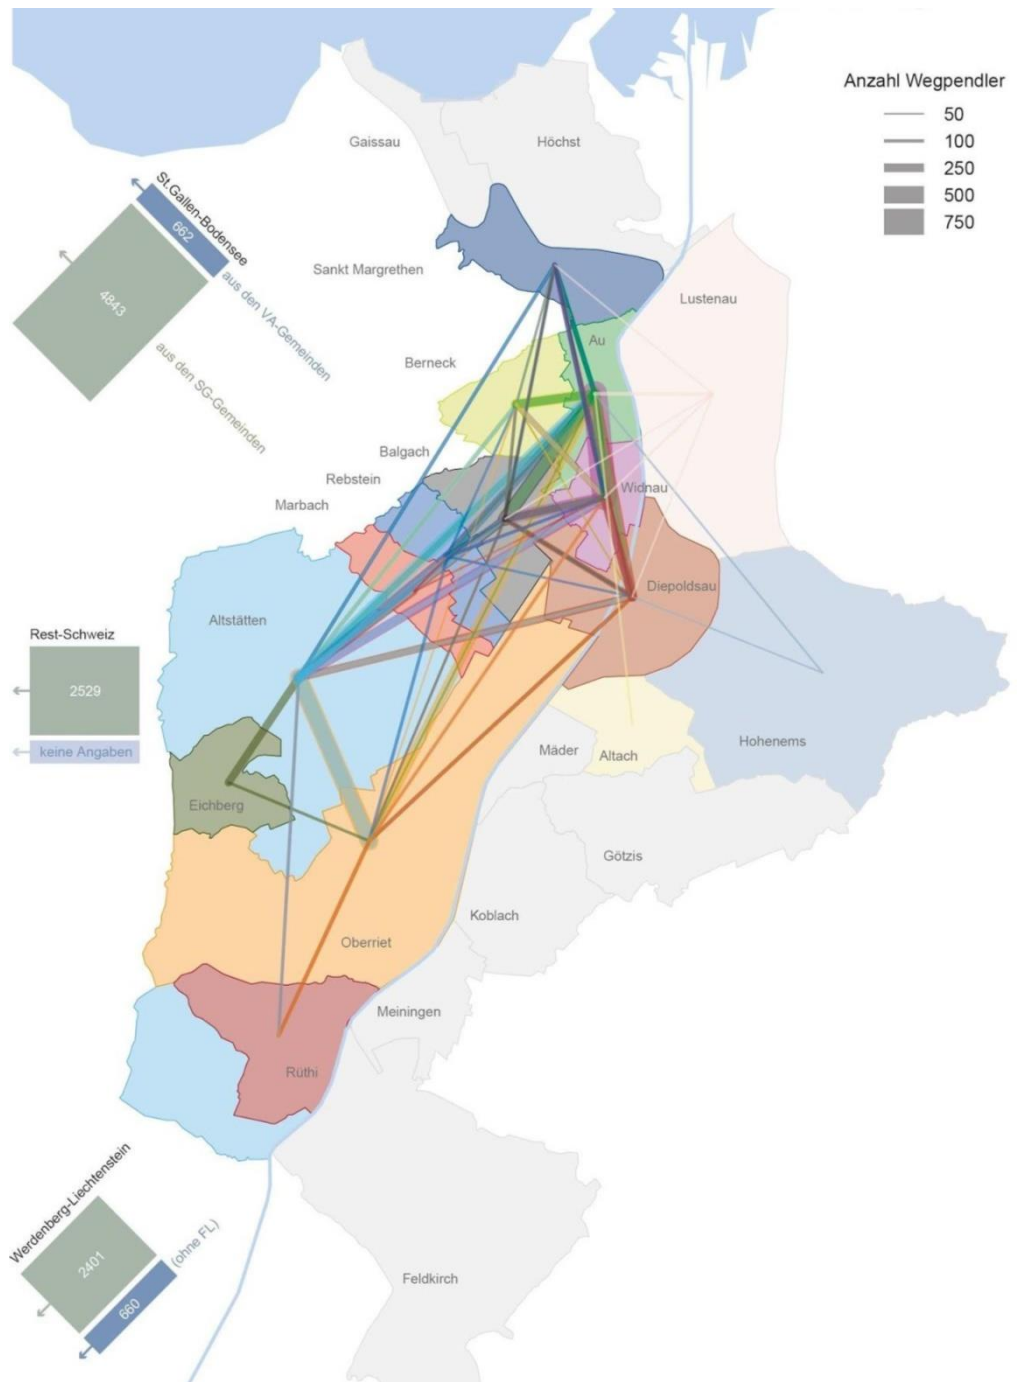 Anzahl Wegpendler
50
100
250
500
750
Gaissau
Höchst
St.Gallen-Bodensee
662
aus den VA-Gemeinden
4843
aus den SG-Gemeinden
Sankt Margrethen
Lustenau
Au
Berneck
Balgach
Rebstein
Widnau
Marbach
Diepoldsau
Altstätten
Rest-Schweiz
2529
keine Angaben
Hohenems
Mäder
Altach
Eichberg
Götzis
Koblach
Oberriet
Meiningen
Rüthi
Werdenberg-Liechtenstein
2401
(ohne FL)
660
Feldkirch